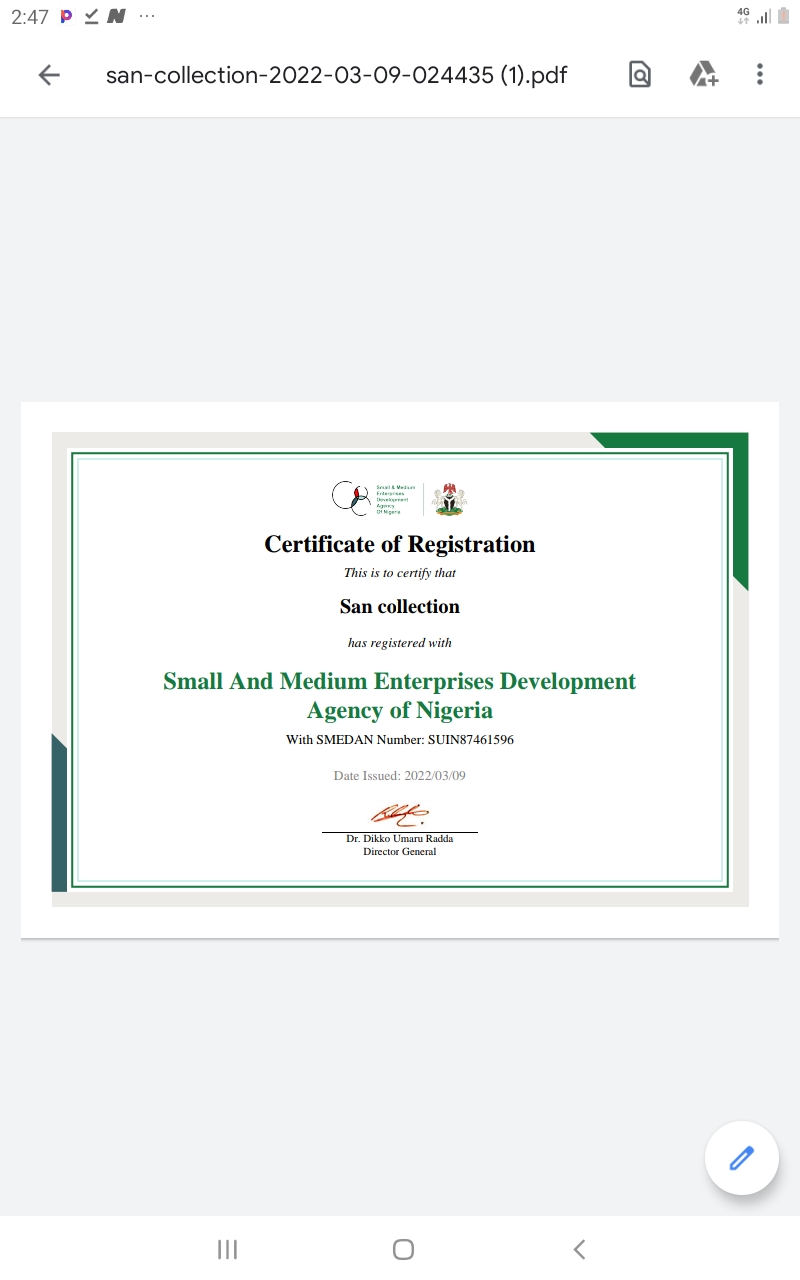 2:47
4G
san-collection-2022-03-09-024435 (1).pdf
Small & Medium
Enterprises
Development
Agency
Of Nigeria
Certificate of Registration
This is to certify that
San collection
has registered with
Small And Medium Enterprises Development
Agency of Nigeria
With SMEDAN Number: SUIN87461596
Date Issued: 2022/03/09
Dr. Dikko Umaru Radda
Director General